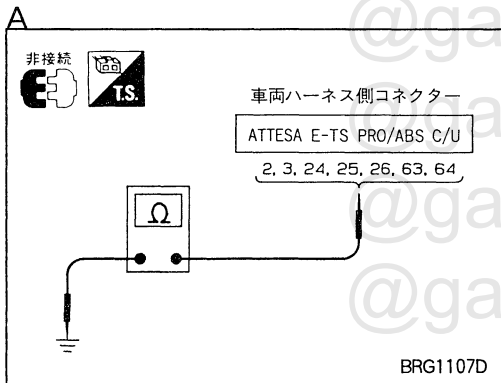 A
非接続
T.S.
車両ハーネス側コネクター
ATTESA E-TS PRO/ABS C/U
2, 3, 24, 25, 26, 63, 64
Ω
BRG1107D
@ga
@ga
@ga
@ga